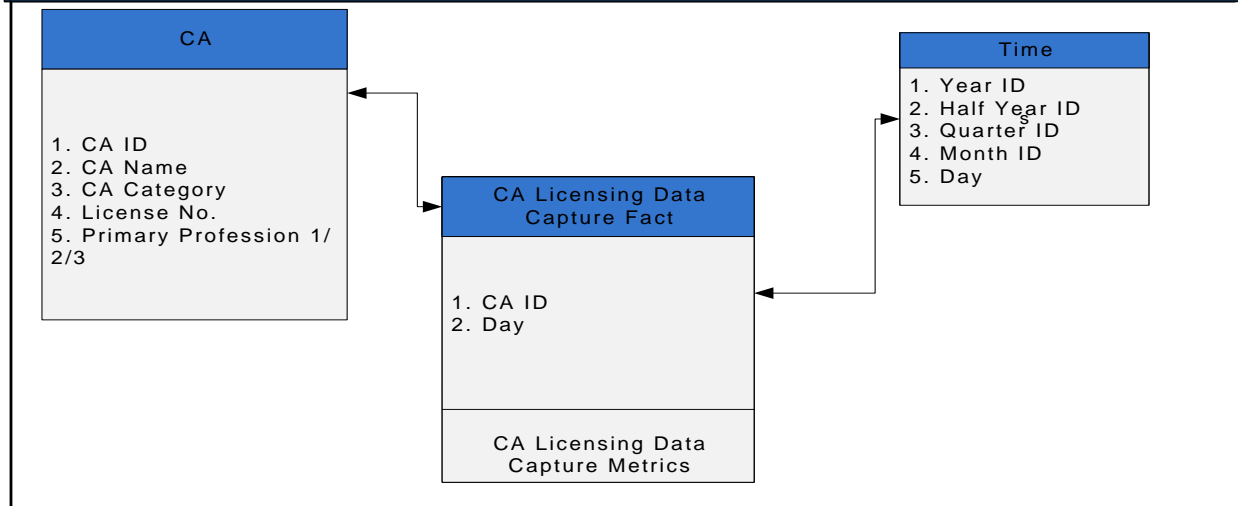 CA
1. CA ID
2. CA Name
3. CA Category
4. License No.
5. Primary Profession 1/
2/3
CA Licensing Data
Capture Fact
1. CA ID
2. Day
CA Licensing Data
Capture Metrics
Time
1. Year ID
2. Half Year ID
s
3. Quarter ID
4. Month ID
5. Day